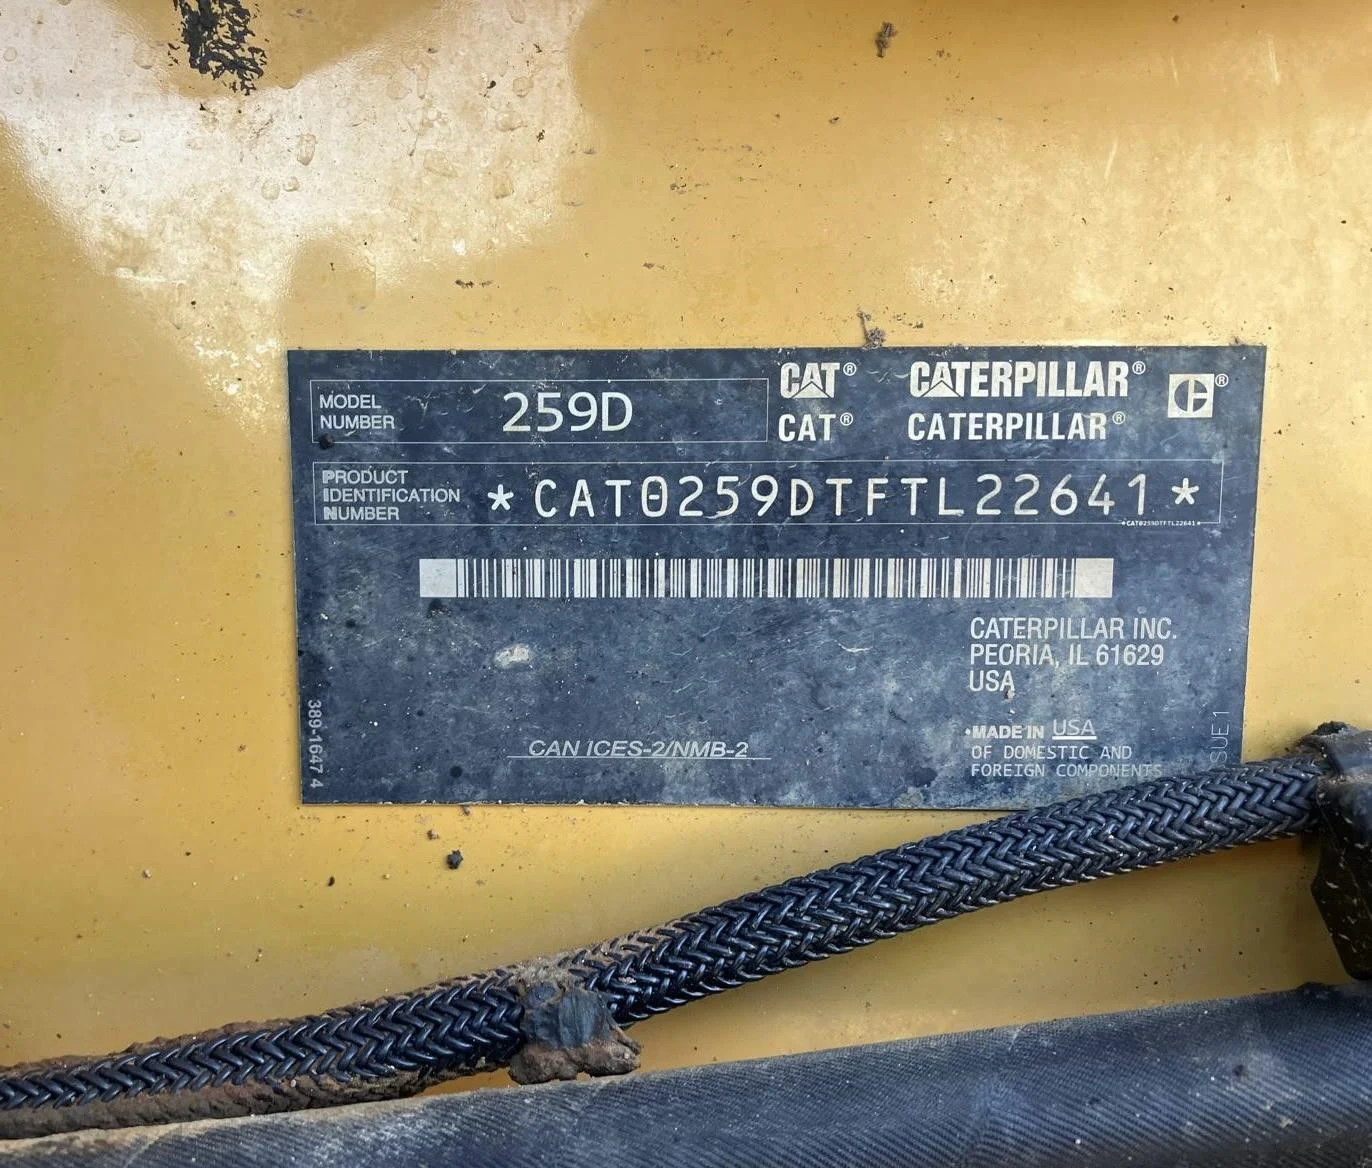 MODEL
NUMBER
259D
CAT® CATERPILLAR® ®
CAT® CATERPILLAR®
PRODUCT
IDENTIFICATION
NUMBER
*CAT0259DTFTL22641*
*CAT0259DTFTL22641*
CATERPILLAR INC.
PEORIA, IL 61629
USA
389-1647 4
CAN ICES-2/NMB-2
•MADE IN USA
OF DOMESTIC AND
FOREIGN COMPONENTS